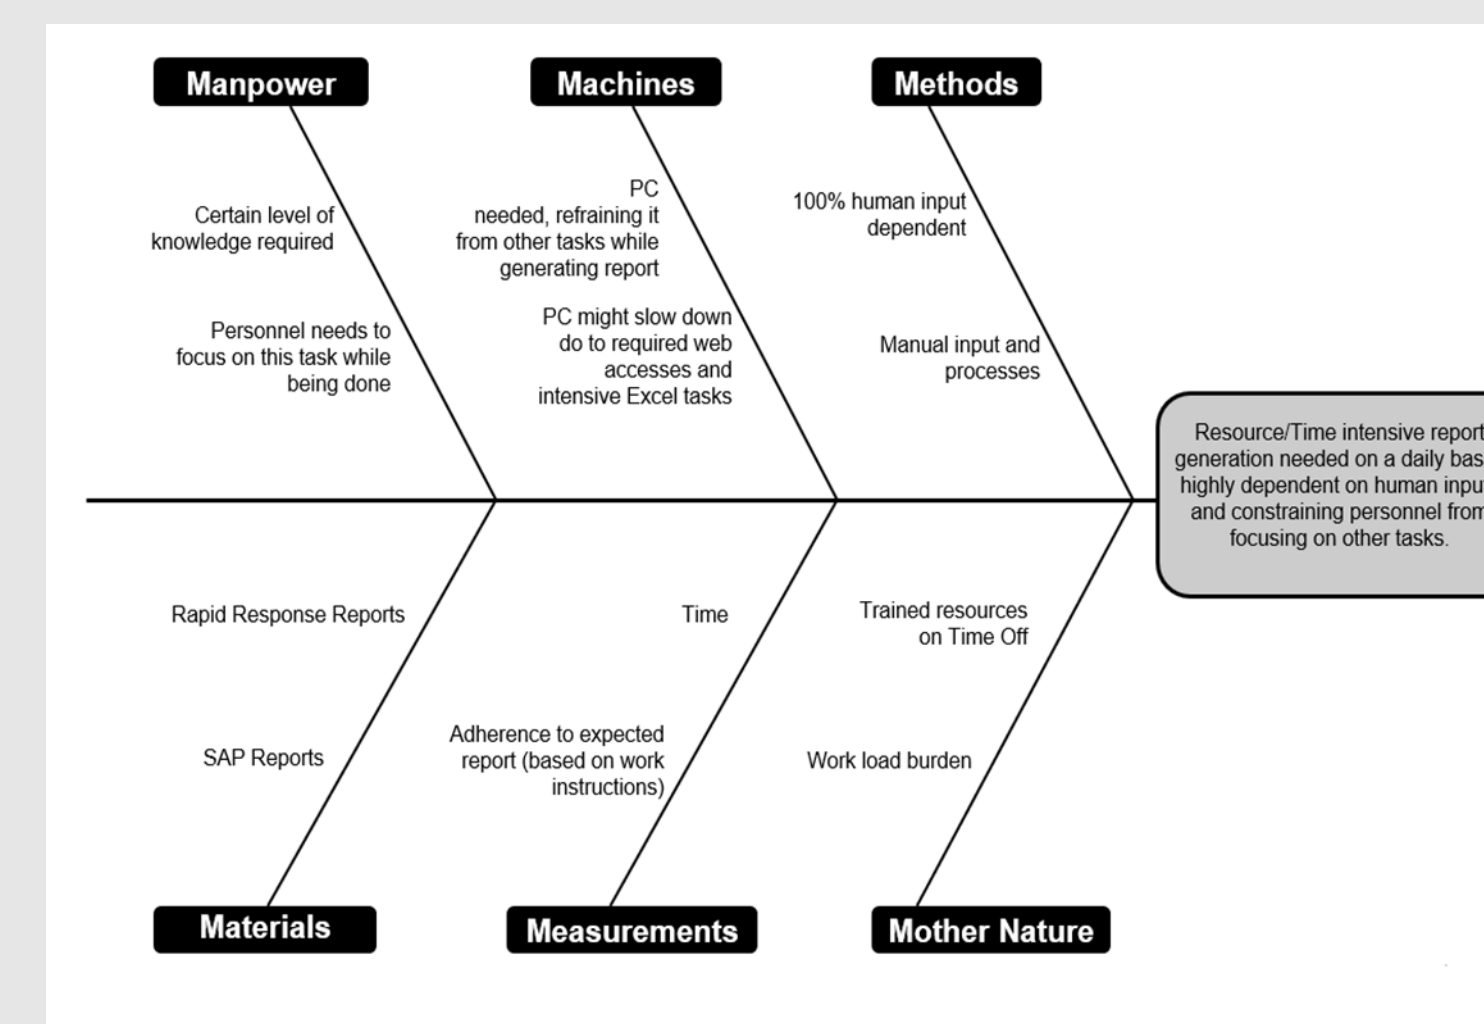 Manpower
Machines
Methods
Certain level of
knowledge required
Personnel needs to
focus on this task while
being done
PC
needed, refraining it
from other tasks while
generating report
PC might slow down
do to required web
accesses and
intensive Excel tasks
100% human input
dependent
Manual input and
processes
Resource/Time intensive report
generation needed on a daily
highly dependent on human
and constraining personnel from
focusing on other tasks.
Rapid Response Reports
SAP Reports
Time
Adherence to expected
report (based on work
instructions)
Trained resources
on Time Off
Work load burden
Materials
Measurements
Mother Nature